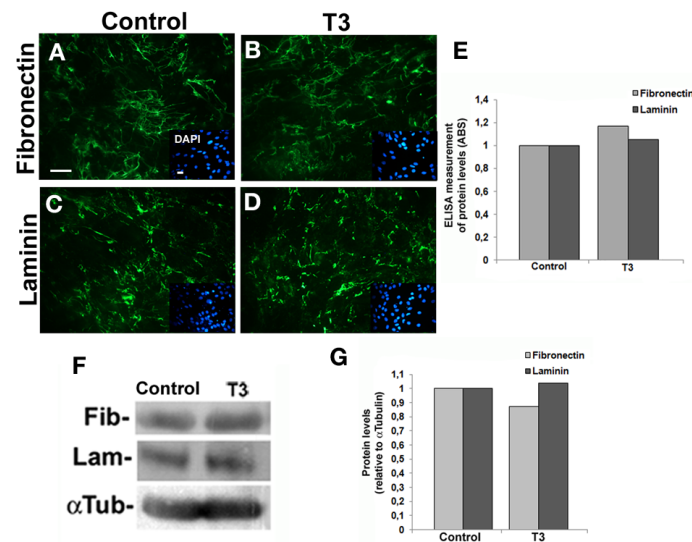 Control
T3
Fibronectin
A
B
DAPI
Laminin
C
D
E
Fibronectin
Laminin
ELISA measurement
of protein levels (ABS)
1,4
1,2
1
0,8
0,6
0,4
0,2
0
Control
T3
F
Control
T3
Fib-
Lam-
αTub-
G
Fibronectin
Laminin
Protein levels
(relative to αTubulin)
1,1
1
0,9
0,8
0,7
0,6
0,5
0,4
0,3
0,2
0,1
0
Control
T3